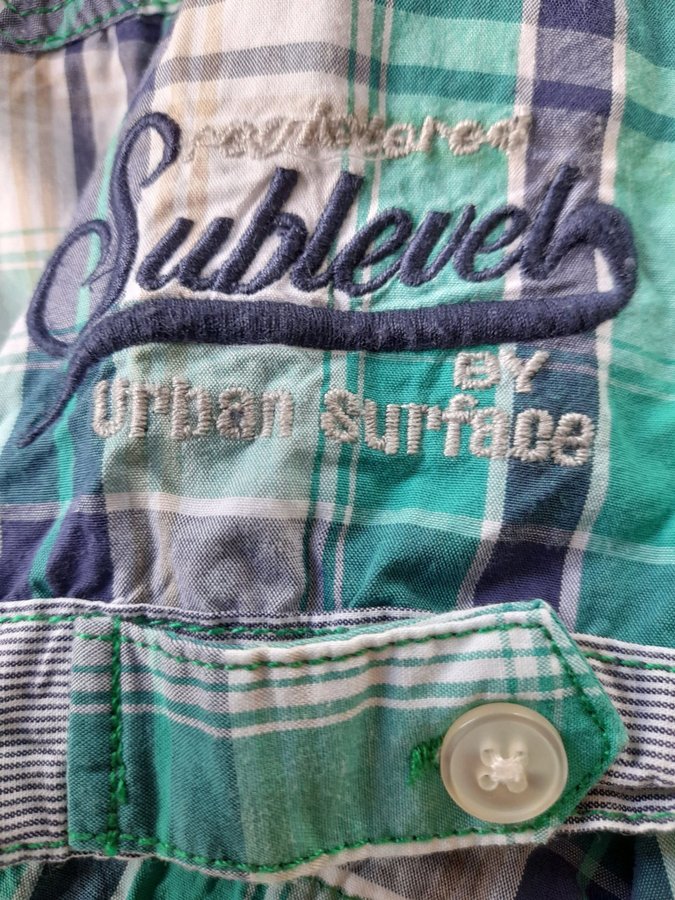 registered
Sublevel
BY
urban surface